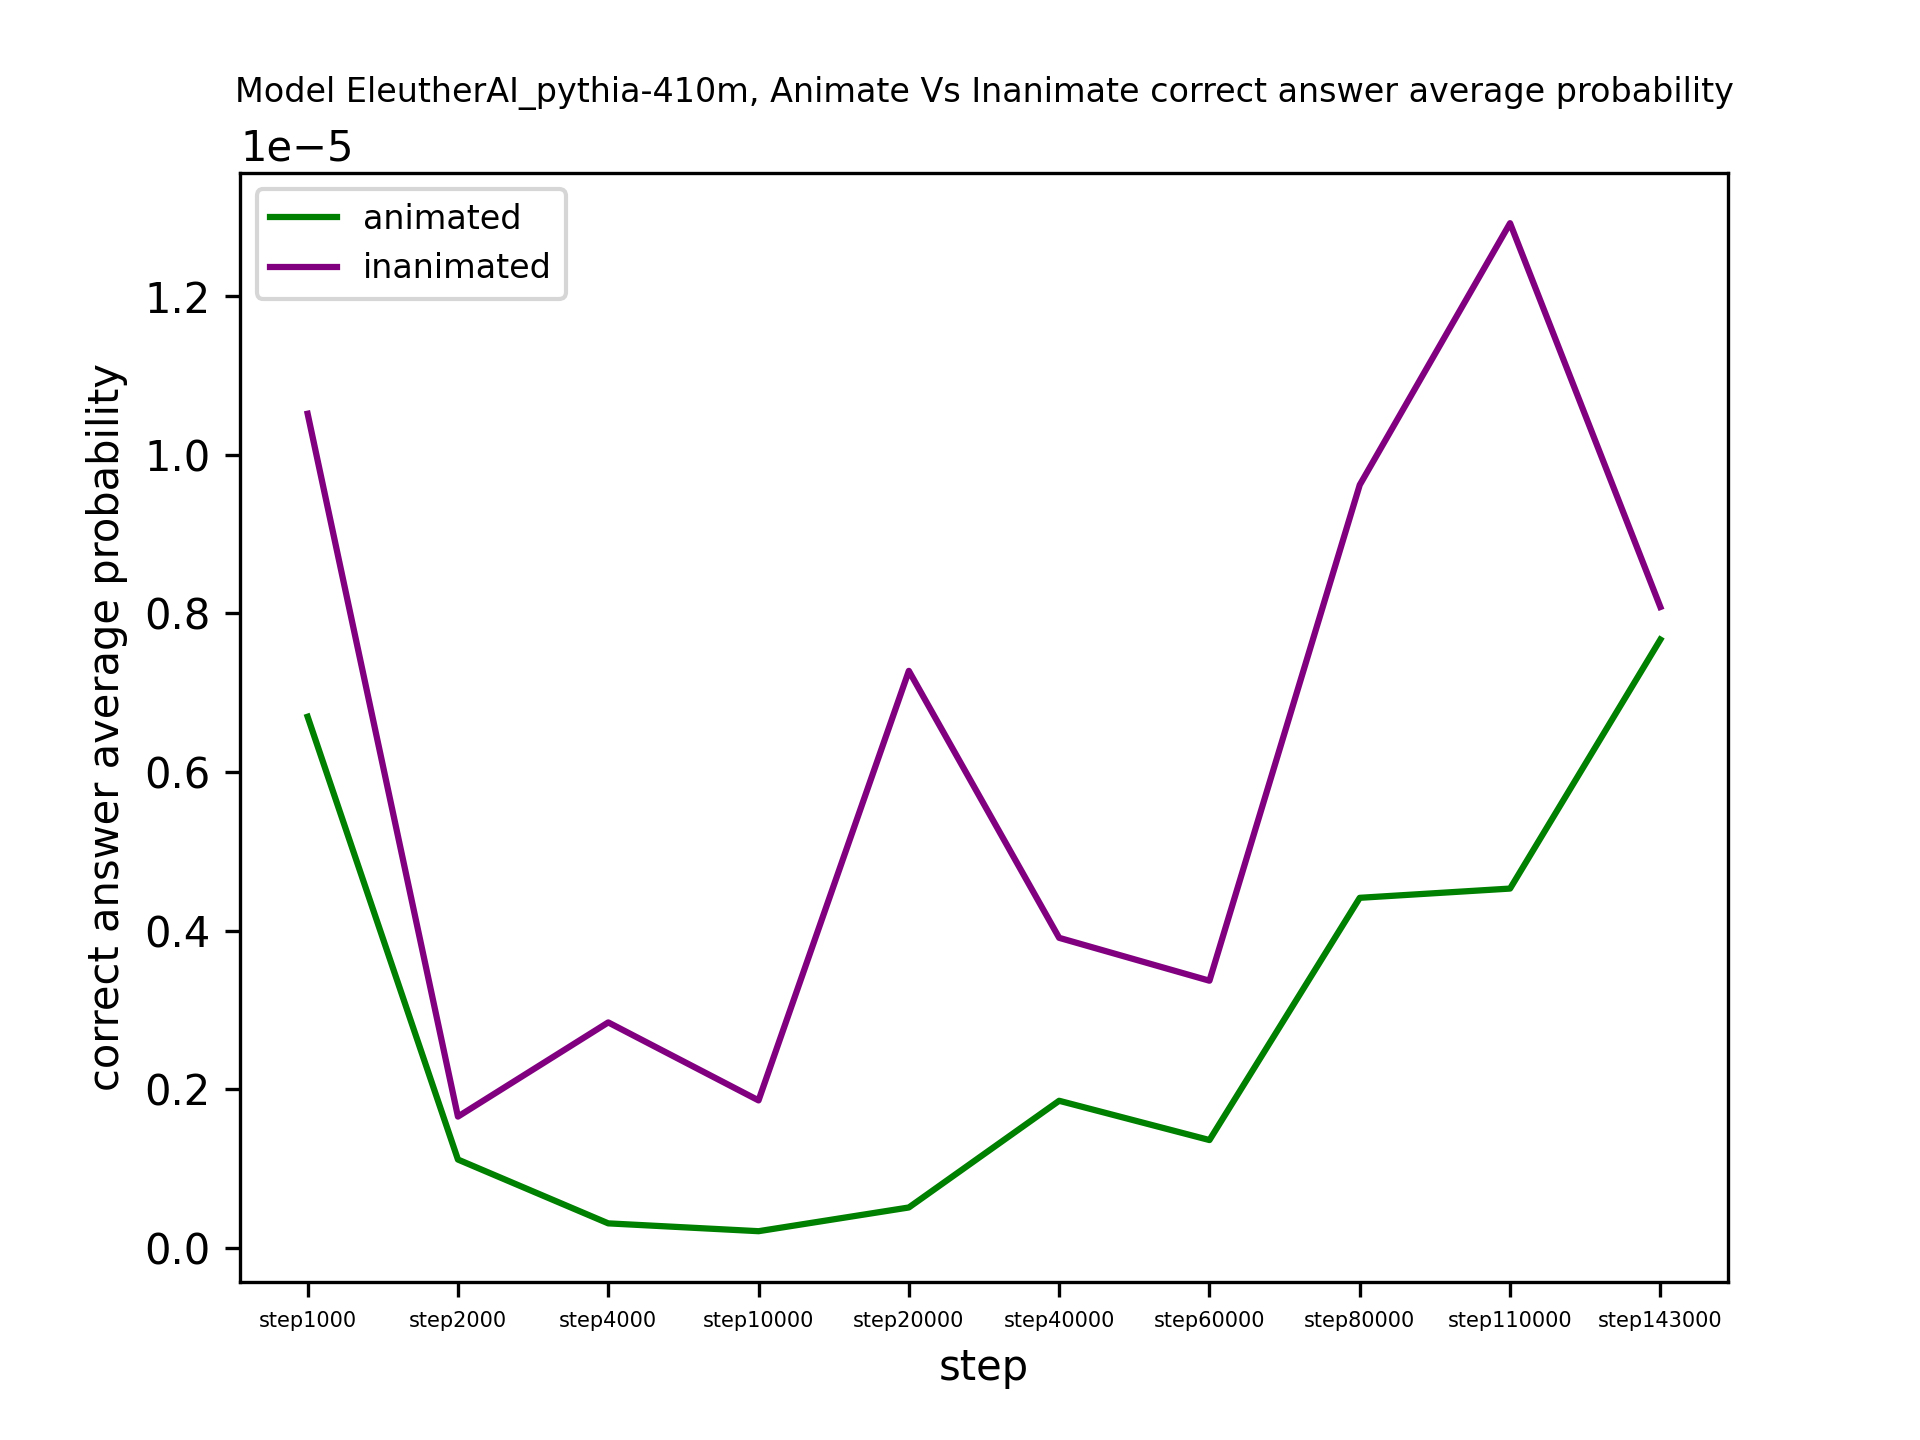 Model EleutherAI_pythia-410m, Animate Vs Inanimate correct answer average probability
1e−5
animated
inanimated
1.2
1.0
0.8
0.6
0.4
0.2
0.0
correct answer average probability
step1000 step2000 step4000 step10000 step20000 step40000 step60000 step80000 step110000 step143000
step